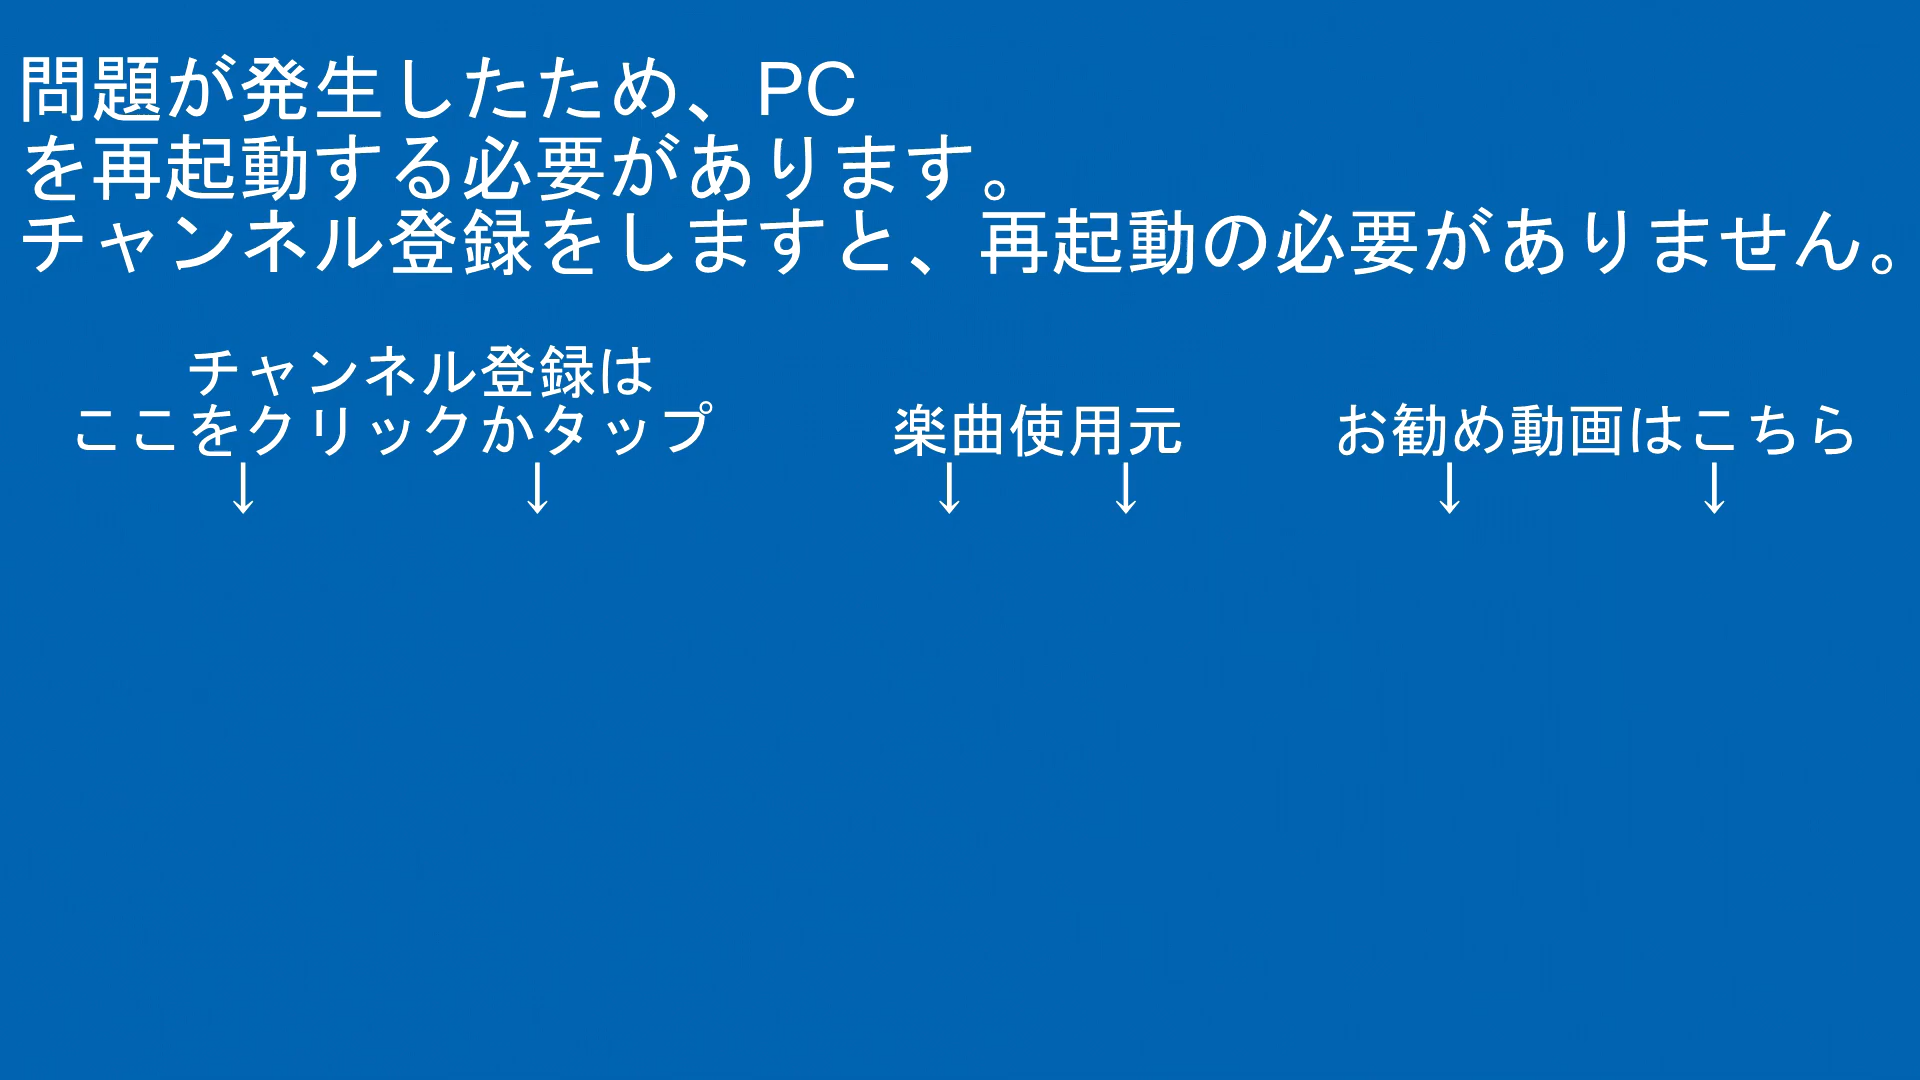 問題が発生したため、PC
を再起動する必要があります。
チャンネル登録をしますと、再起動の必要がありません。
チャンネル登録は
ここをクリックかタップ
↓ ↓
楽曲使用元
↓ ↓
お勧め動画はこちら
↓ ↓